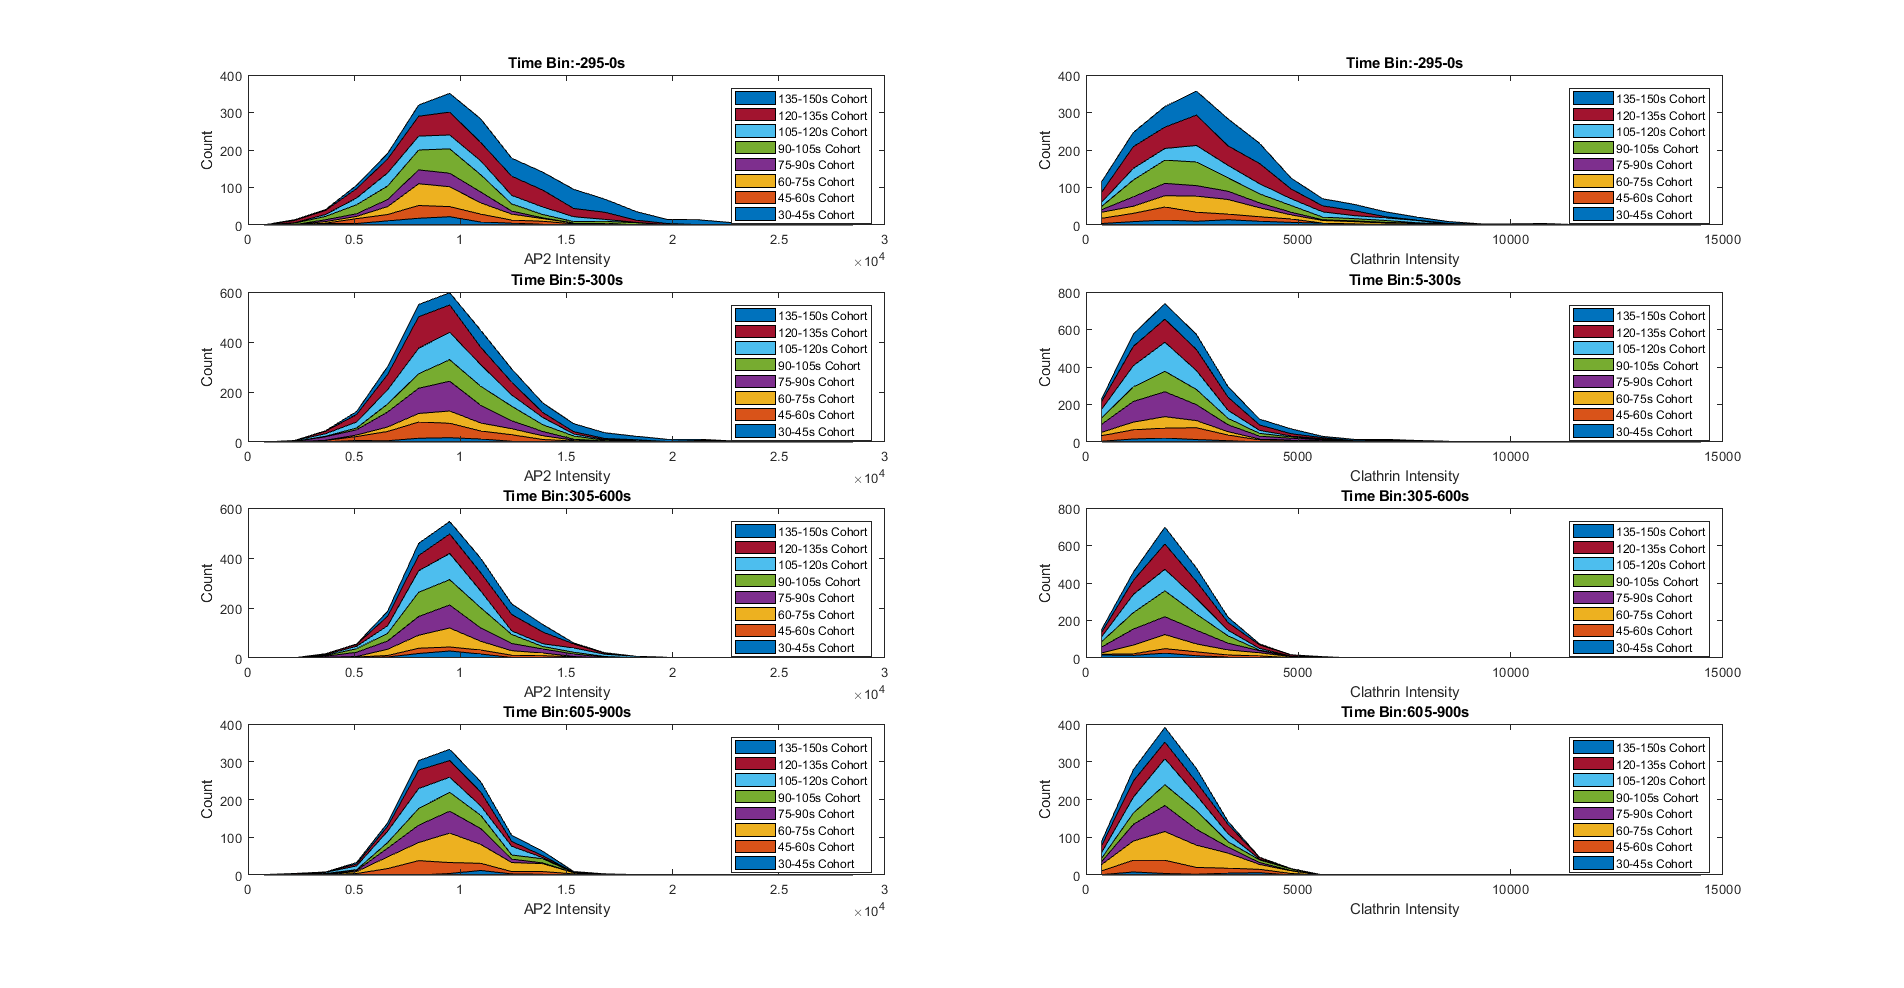 Time Bin:-295-0s
400
300
200
100
0
Count
0 0.5 1 1.5 2 2.5 3
AP2 Intensity
×10^4
135-150s Cohort
120-135s Cohort
105-120s Cohort
90-105s Cohort
75-90s Cohort
60-75s Cohort
45-60s Cohort
30-45s Cohort
Time Bin:-295-0s
400
300
200
100
0
Count
0 5000 10000 15000
Clathrin Intensity
135-150s Cohort
120-135s Cohort
105-120s Cohort
90-105s Cohort
75-90s Cohort
60-75s Cohort
45-60s Cohort
30-45s Cohort
Time Bin:5-300s
600
400
200
0
Count
0 0.5 1 1.5 2 2.5 3
AP2 Intensity
×10^4
135-150s Cohort
120-135s Cohort
105-120s Cohort
90-105s Cohort
75-90s Cohort
60-75s Cohort
45-60s Cohort
30-45s Cohort
Time Bin:5-300s
800
600
400
200
0
Count
0 5000 10000 15000
Clathrin Intensity
135-150s Cohort
120-135s Cohort
105-120s Cohort
90-105s Cohort
75-90s Cohort
60-75s Cohort
45-60s Cohort
30-45s Cohort
Time Bin:305-600s
600
400
200
0
Count
0 0.5 1 1.5 2 2.5 3
AP2 Intensity
×10^4
135-150s Cohort
120-135s Cohort
105-120s Cohort
90-105s Cohort
75-90s Cohort
60-75s Cohort
45-60s Cohort
30-45s Cohort
Time Bin:305-600s
800
600
400
200
0
Count
0 5000 10000 15000
Clathrin Intensity
135-150s Cohort
120-135s Cohort
105-120s Cohort
90-105s Cohort
75-90s Cohort
60-75s Cohort
45-60s Cohort
30-45s Cohort
Time Bin:605-900s
400
300
200
100
0
Count
0 0.5 1 1.5 2 2.5 3
AP2 Intensity
×10^4
135-150s Cohort
120-135s Cohort
105-120s Cohort
90-105s Cohort
75-90s Cohort
60-75s Cohort
45-60s Cohort
30-45s Cohort
Time Bin:605-900s
400
300
200
100
0
Count
0 5000 10000 15000
Clathrin Intensity
135-150s Cohort
120-135s Cohort
105-120s Cohort
90-105s Cohort
75-90s Cohort
60-75s Cohort
45-60s Cohort
30-45s Cohort